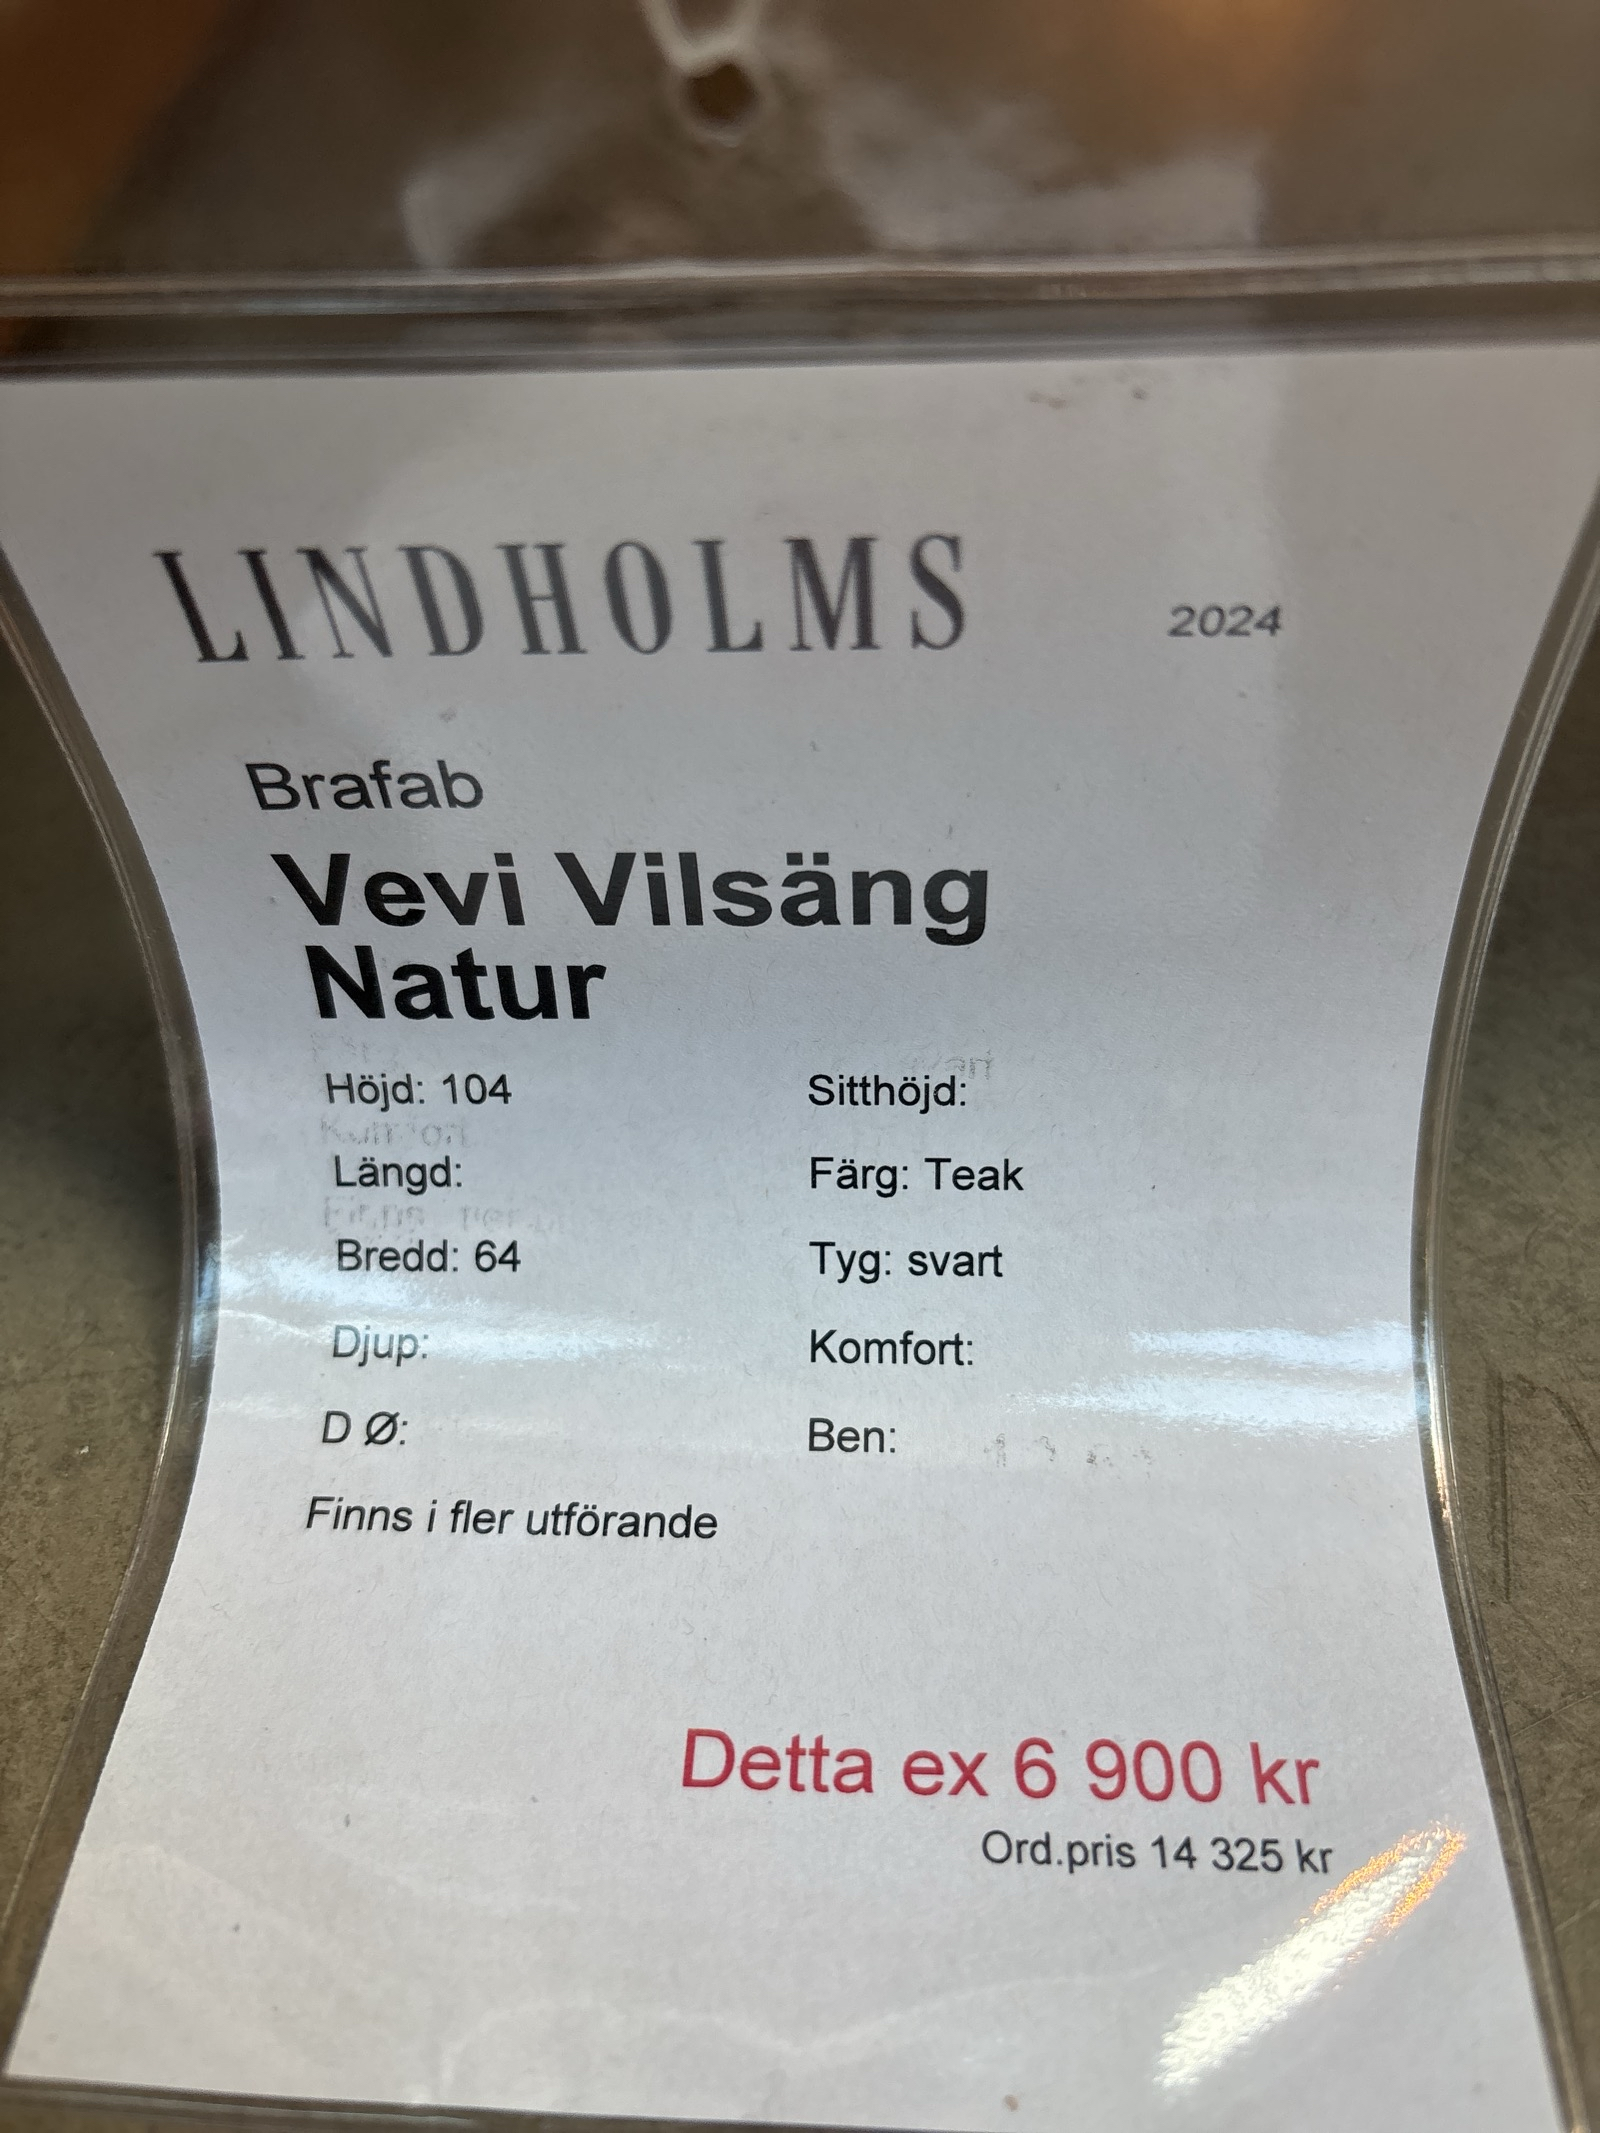 LINDHOLMS 2024
Brafab
Vevi Vilsäng
Natur
Höjd: 104 Sitthöjd:
Längd: Färg: Teak
Bredd: 64 Tyg: svart
Djup: Komfort:
D Ø: Ben:
Finns i fler utförande
Detta ex 6 900 kr
Ord.pris 14 325 kr